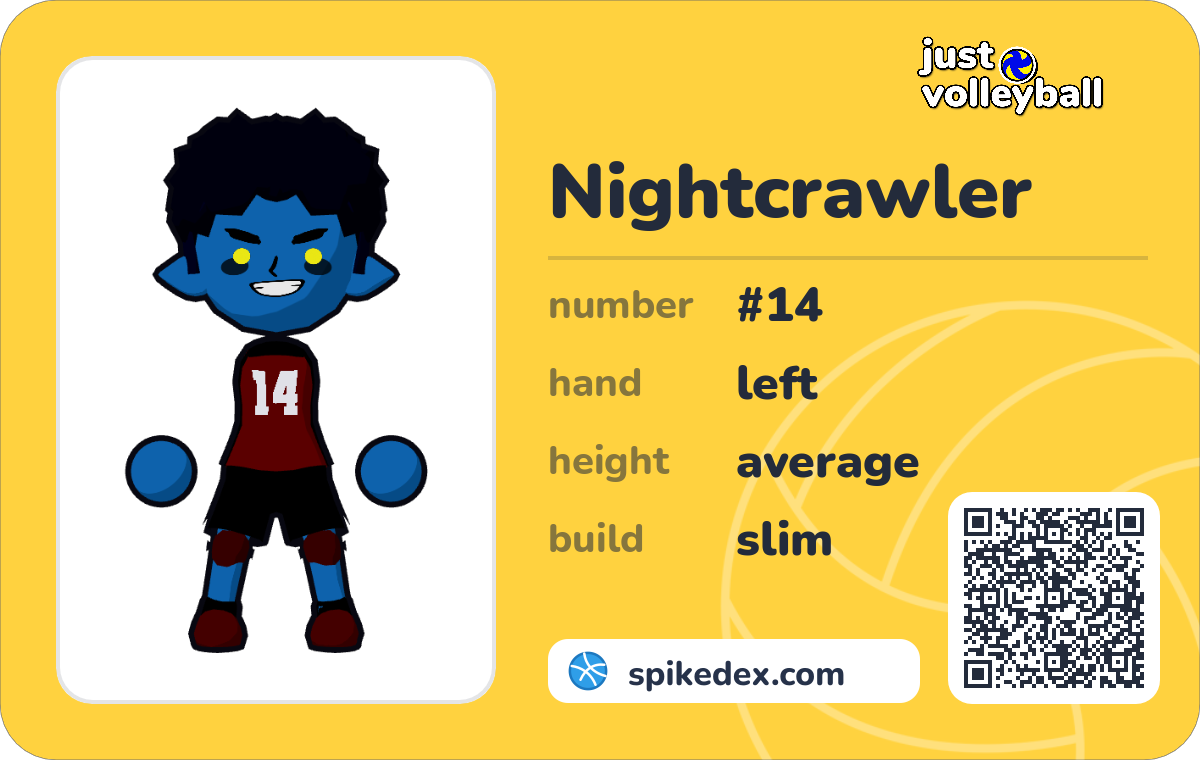 just
volleyball
Nightcrawler
number #14
hand left
height average
build slim
14
spikedex.com